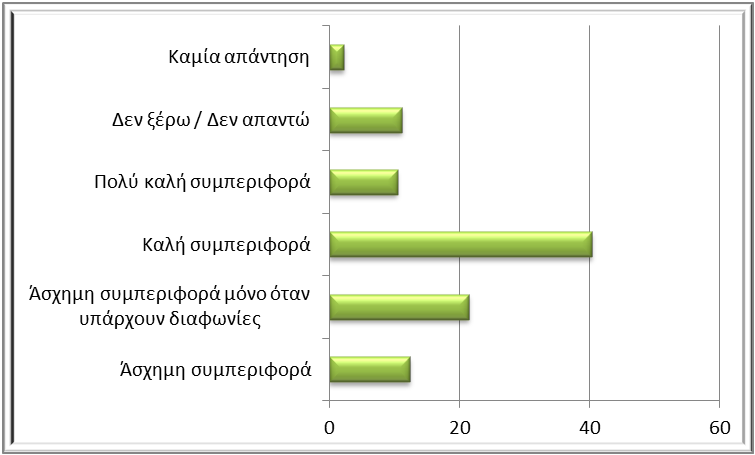 Καμία απάντηση
Δεν ξέρω / Δεν απαντώ
Πολύ καλή συμπεριφορά
Καλή συμπεριφορά
Άσχημη συμπεριφορά μόνο όταν
υπάρχουν διαφωνίες
Άσχημη συμπεριφορά
0 20 40 60